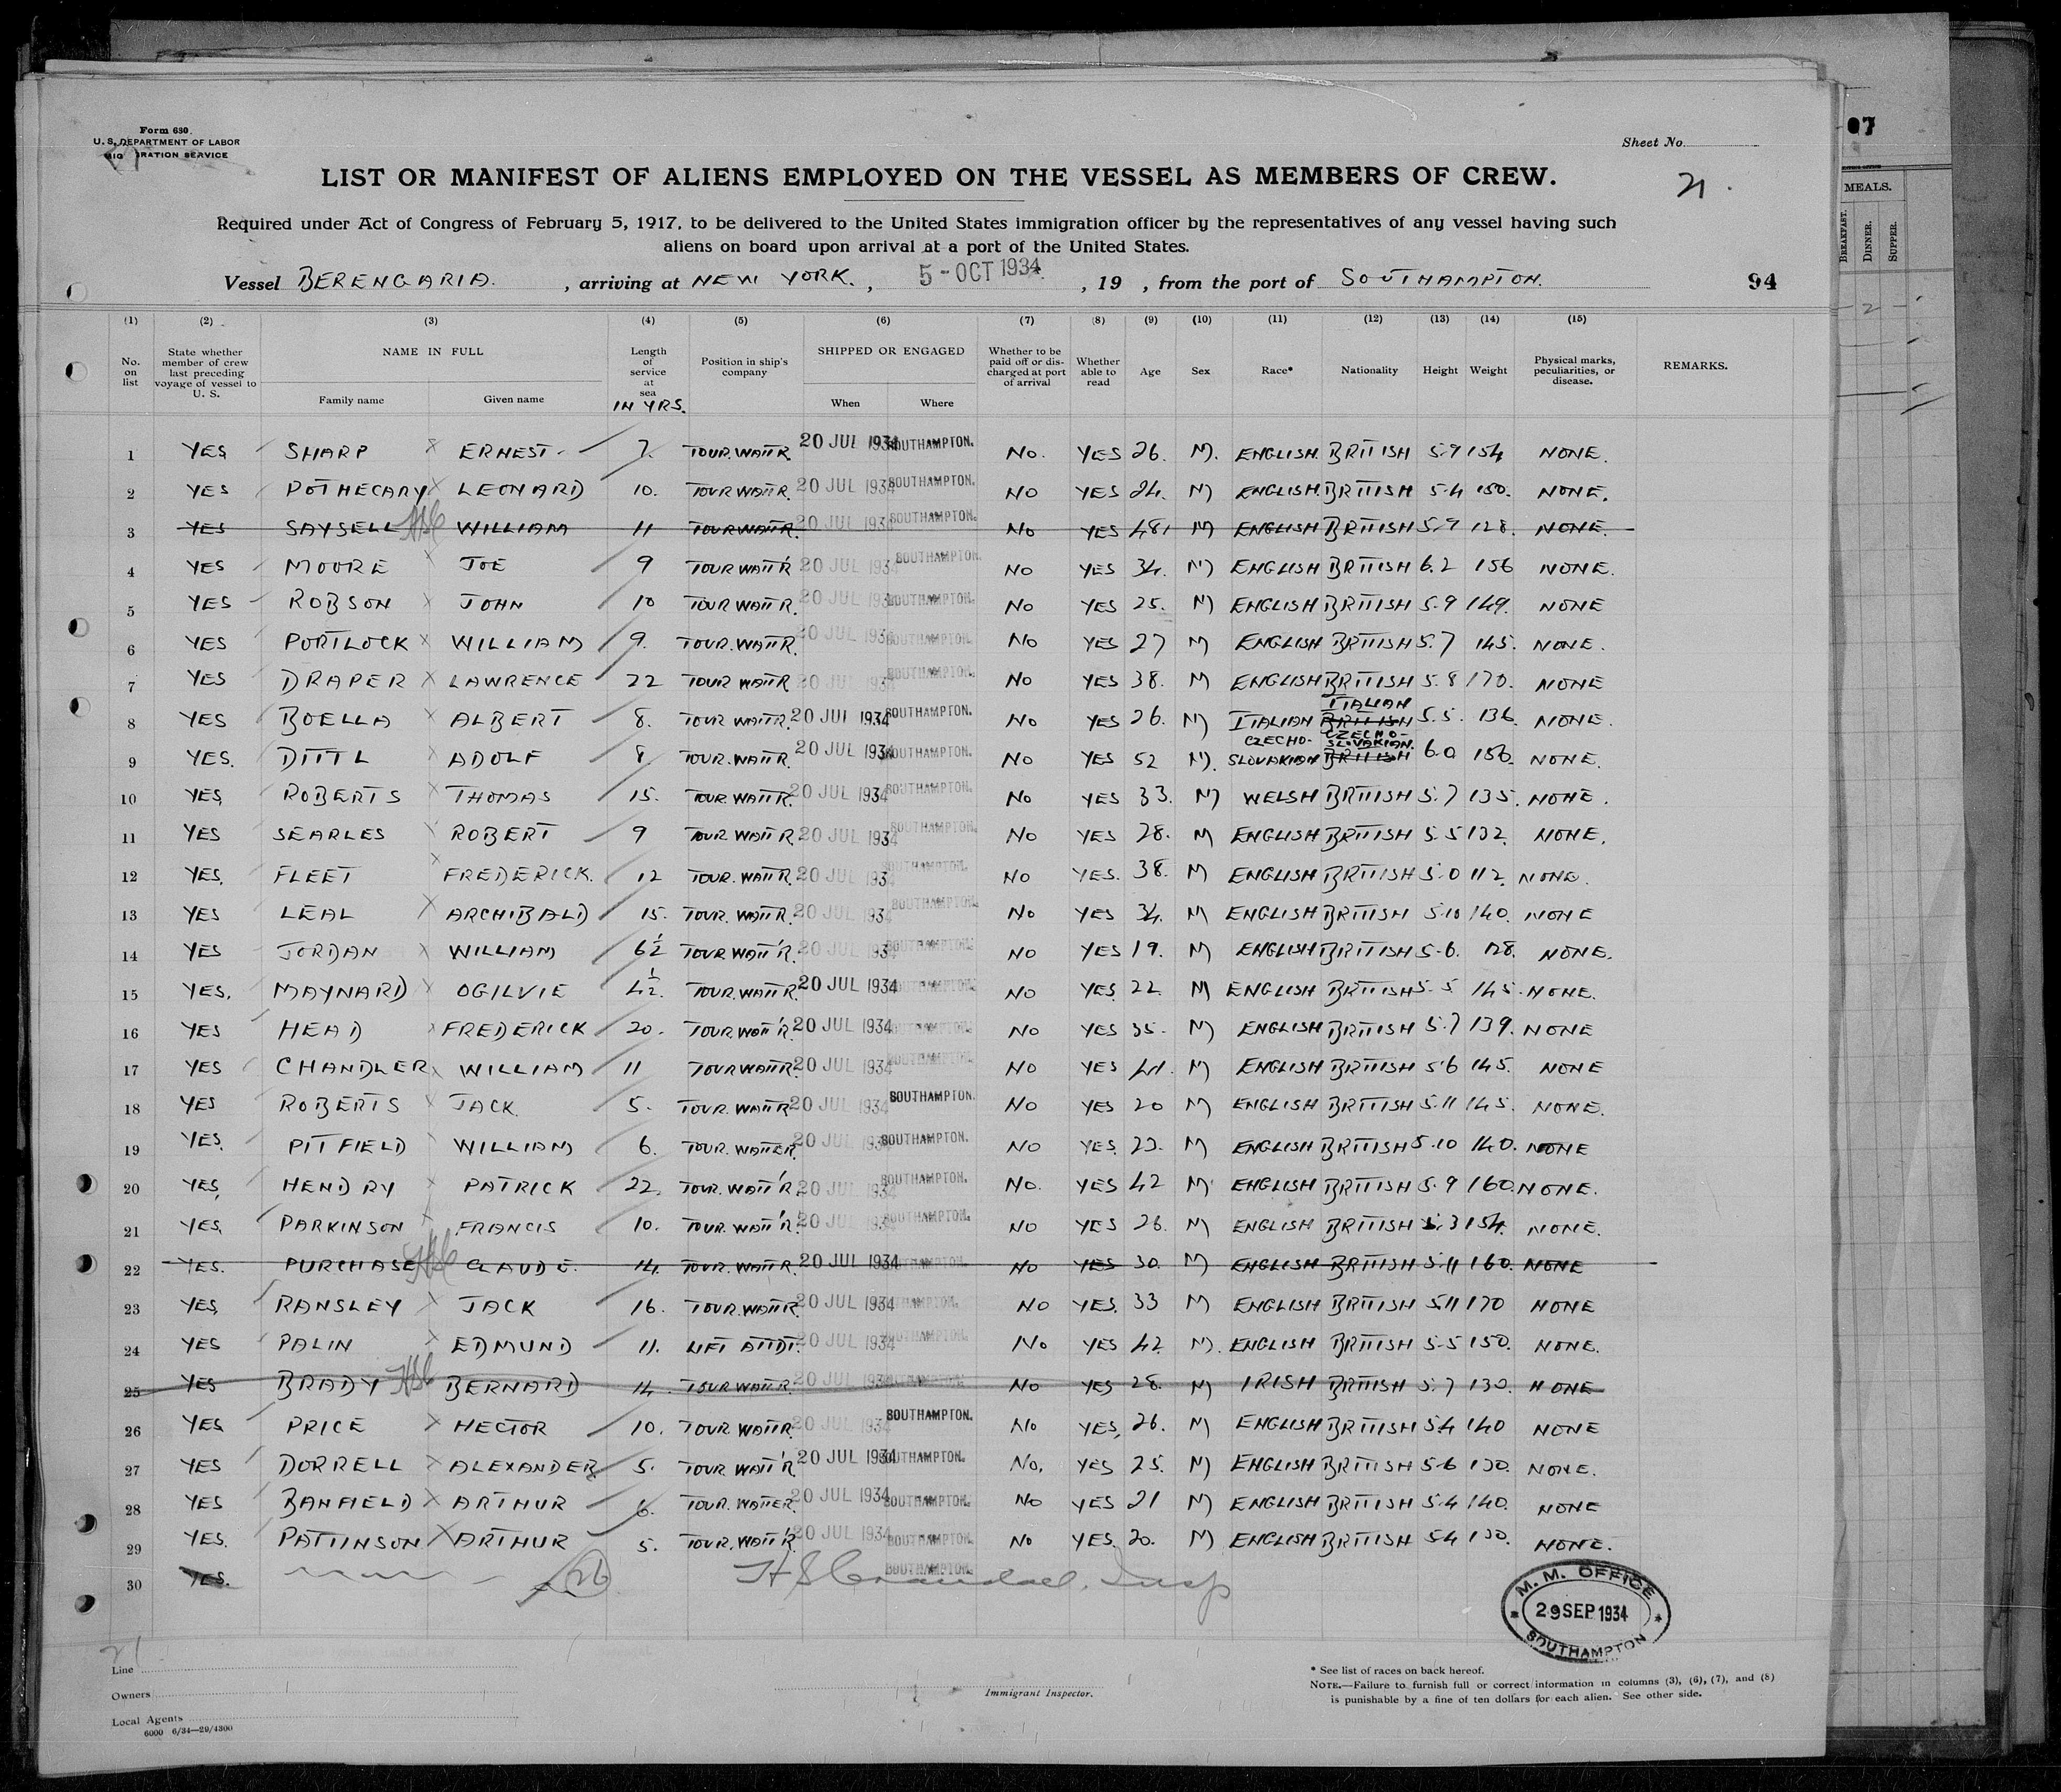 Form 680
U. S. DEPARTMENT OF LABOR
IMMIGRATION SERVICE
Sheet No.
21.
LIST OR MANIFEST OF ALIENS EMPLOYED ON THE VESSEL AS MEMBERS OF CREW.
Required under Act of Congress of February 5, 1917, to be delivered to the United States immigration officer by the representatives of any vessel having such
aliens on board upon arrival at a port of the United States.
Vessel BERENGARIA. , arriving at NEW YORK. , 5 - OCT 1934 , 19 , from the port of SOUTHAMPTON. 94
(1) (2) (3) (4) (5) (6) (7) (8) (9) (10) (11) (12) (13) (14) (15)
No. on list State whether member of crew last preceding voyage of vessel to U. S. NAME IN FULL Family name Given name Length of service at sea IN YRS. Position in ship's company SHIPPED OR ENGAGED When Where Whether to be paid off or discharged at port of arrival Whether able to read Age Sex Race* Nationality Height Weight Physical marks, peculiarities, or disease. REMARKS.
1 YES SHARP X ERNEST 7. TOUR.WAITR. 20 JUL 1934 SOUTHAMPTON. NO. YES 26. M. ENGLISH. BRITISH 5.9 154 NONE.
2 YES POTHECARY X LEONARD 10. TOUR WAITR. 20 JUL 1934 SOUTHAMPTON. NO YES 24. M ENGLISH. BRITISH 5.4 150. NONE.
3 YES SAYSELL WILLIAM 11 TOUR WAITR. 20 JUL 193 SOUTHAMPTON. NO YES 48 M ENGLISH BRITISH 5.9 128. NONE.
4 YES MOORE X JOE 9 TOUR WAIT'R 20 JUL 193 SOUTHAMPTON. NO YES 34. M ENGLISH BRITISH 6.2 156 NONE.
5 YES ROBSON X JOHN 10 TOUR WAIT'R. 20 JUL 193 SOUTHAMPTON. NO YES 25. M ENGLISH BRITISH 5.9 149. NONE
6 YES PORTLOCK X WILLIAM 9. TOUR.WAITR. 20 JUL 1934 SOUTHAMPTON. NO YES 27 M ENGLISH BRITISH 5.7 145. NONE.
7 YES DRAPER X LAWRENCE 22 TOUR WAITR 20 JUL 1934 SOUTHAMPTON. NO YES 38. M ENGLISH BRITISH 5.8 170. NONE
8 YES BOELLA X ALBERT 8. TOUR WAITR. 20 JUL 1934 SOUTHAMPTON. NO YES 26. M ITALIAN ITALIAN BRITISH 5.5. 136. NONE.
9 YES. DITTL X ADOLF 8. TOUR.WAITR. 20 JUL 1934 SOUTHAMPTON. NO YES 52 M. CZECHO-SLOVAKIAN CZECHO-SLOVAKIAN. BRITISH 6.0 156. NONE.
10 YES ROBERTS X THOMAS 15. TOUR WAITR. 20 JUL 1934 SOUTHAMPTON. NO YES 33. M WELSH BRITISH 5.7 135. NONE.
11 YES SEARLES X ROBERT 9 TOUR WAITR. 20 JUL 1934 SOUTHAMPTON. NO YES 28. M ENGLISH BRITISH 5.5 132. NONE.
12 YES. FLEET X FREDERICK. 12 TOUR.WAITR. 20 JUL 193 SOUTHAMPTON. NO YES. 38. M ENGLISH BRITISH 5.0 112. NONE.
13 YES LEAL X ARCHIBALD 15. TOUR.WAITR. 20 JUL 193 SOUTHAMPTON. NO YES 34. M ENGLISH BRITISH 5.10 140. NONE
14 YES JORDAN X WILLIAM 6½ TOUR.WAIT'R. 20 JUL 193 SOUTHAMPTON. NO YES 19. M ENGLISH BRITISH 5.6. 128. NONE.
15 YES. MAYNARD X OGILVIE 4½. TOUR.WAITR. 20 JUL 1934 SOUTHAMPTON. NO YES 22 M ENGLISH BRITISH 5.5 145. NONE.
16 YES HEAD X FREDERICK 20. TOUR.WAIT'R. 20 JUL 1934 SOUTHAMPTON. NO YES 35. M ENGLISH BRITISH 5.7 139. NONE
17 YES CHANDLER X WILLIAM 11 TOUR WAITR. 20 JUL 1934 SOUTHAMPTON. NO YES 41. M ENGLISH BRITISH 5.6 145. NONE
18 YES ROBERTS X JACK. 5. TOUR.WAITR 20 JUL 1934 SOUTHAMPTON. NO YES 20 M ENGLISH BRITISH 5.11 145. NONE.
19 YES. PITFIELD X WILLIAM 6. TOUR.WAITER. 20 JUL 1934 SOUTHAMPTON. NO YES. 23. M ENGLISH BRITISH 5.10 140. NONE
20 YES HENDRY X PATRICK 22. TOUR.WAIT'R. 20 JUL 1934 SOUTHAMPTON. NO. YES 42 M ENGLISH BRITISH 5.9 160. NONE.
21 YES PARKINSON X FRANCIS 10. TOUR.WAIT'R. 20 JUL 193 SOUTHAMPTON. NO YES 26. M ENGLISH BRITISH 5.3 154. NONE.
22 YES. PURCHASE CLAUDE. 14. TOUR.WAITR. 20 JUL 1934 SOUTHAMPTON. NO YES 30. M ENGLISH BRITISH 5.11 160. NONE
23 YES RANSLEY X JACK 16. TOUR.WAITR. 20 JUL 1934 SOUTHAMPTON. NO YES. 33 M ENGLISH BRITISH 5.11 170 NONE
24 YES PALIN X EDMUND 11. LIFT ATTDT. 20 JUL 1934 SOUTHAMPTON. NO YES 42. M. ENGLISH BRITISH 5.5 150. NONE.
25 YES BRADY BERNARD 14. TOUR WAITR. 20 JUL 193 SOUTHAMPTON. NO YES 28. M IRISH BRITISH 5.7 130. NONE
26 YES PRICE X HECTOR 10. TOUR WAITR. 20 JUL 1934 SOUTHAMPTON. NO YES, 26. M ENGLISH BRITISH 5.4 140 NONE
27 YES DORRELL X ALEXANDER 5. TOUR WAIT'R. 20 JUL 1934 SOUTHAMPTON. NO. YES 25. M ENGLISH BRITISH 5.6 130. NONE.
28 YES BANFIELD X ARTHUR 6. TOUR.WAITER 20 JUL 1934 SOUTHAMPTON. NO YES 21 M ENGLISH BRITISH 5.4 140. NONE
29 YES. PATTINSON X ARTHUR 5. TOUR.WAIT'R. 20 JUL 1934 SOUTHAMPTON. NO YES. 20. M ENGLISH BRITISH 5.4 130. NONE.
30 YES. 26 SOUTHAMPTON.
H S Crandall, Insp
M. M. OFFICE
29 SEP 1934
SOUTHAMPTON
21
Line
Owners
Local Agents
6000 6/34—29/4300
Immigrant Inspector.
* See list of races on back hereof.
NOTE.—Failure to furnish full or correct information in columns (3), (6), (7), and (8)
is punishable by a fine of ten dollars for each alien. See other side.
07
MEALS.
BREAKFAST. DINNER. SUPPER.
2